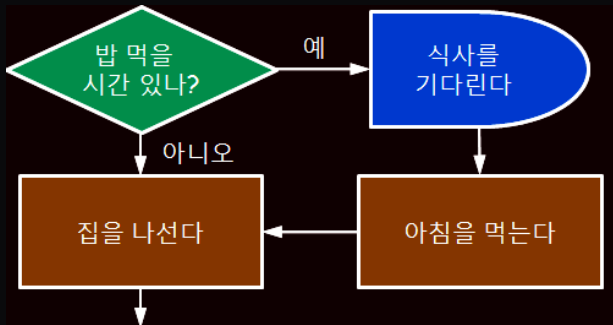 밥 먹을
시간 있나?
예
식사를
기다린다
아니오
집을 나선다
아침을 먹는다